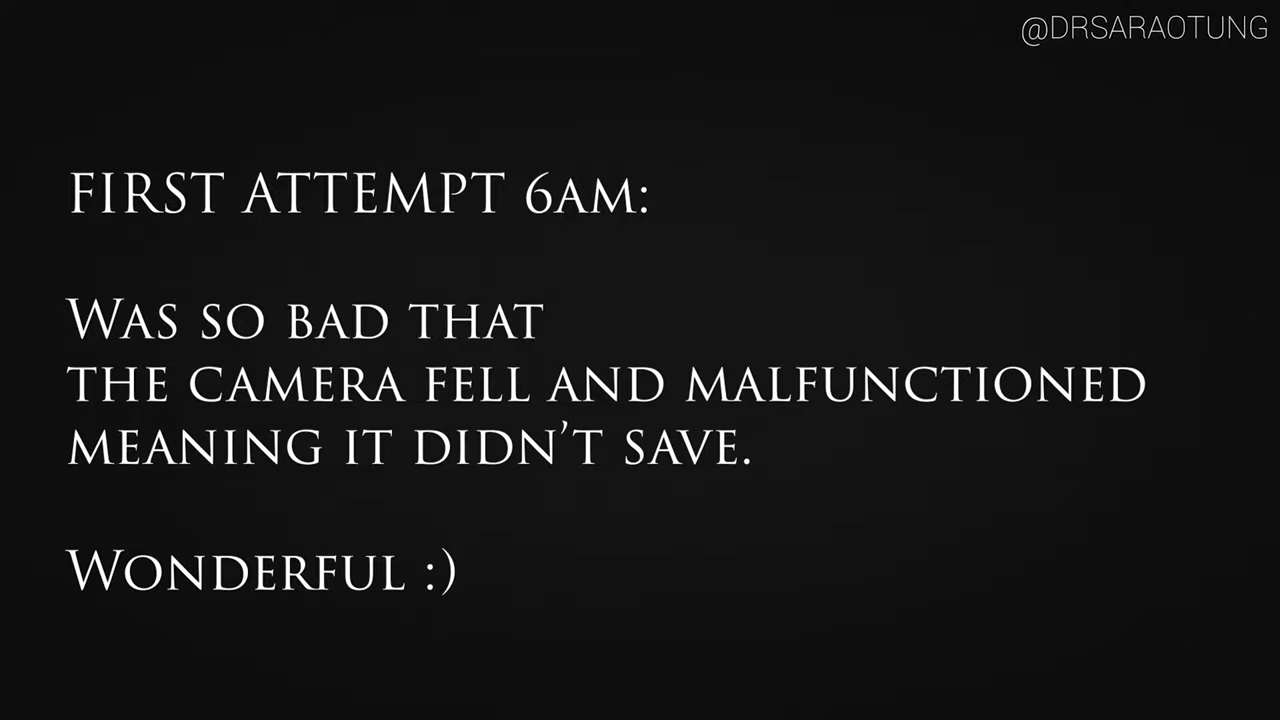 @DRSARAOTUNG
FIRST ATTEMPT 6AM:
WAS SO BAD THAT
THE CAMERA FELL AND MALFUNCTIONED
MEANING IT DIDN’T SAVE.
WONDERFUL :)